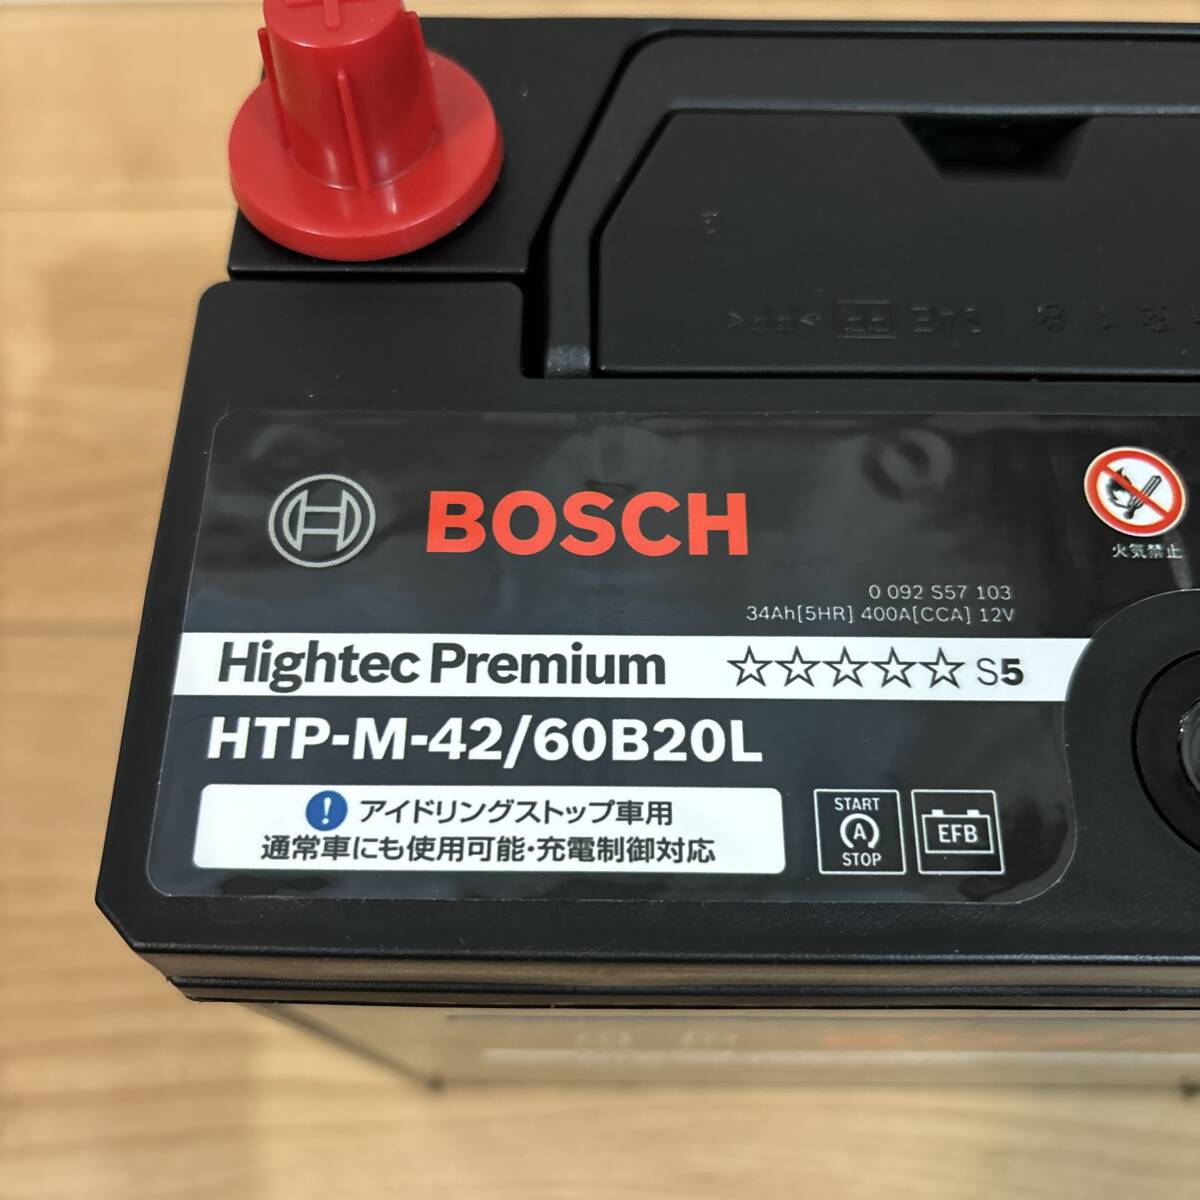 BOSCH
火気禁止
0 092 S57 103
34Ah[5HR] 400A[CCA] 12V
Hightec Premium ☆☆☆☆☆ S5
HTP-M-42/60B20L
! アイドリングストップ車用
通常車にも使用可能・充電制御対応
START
A
STOP
EFB